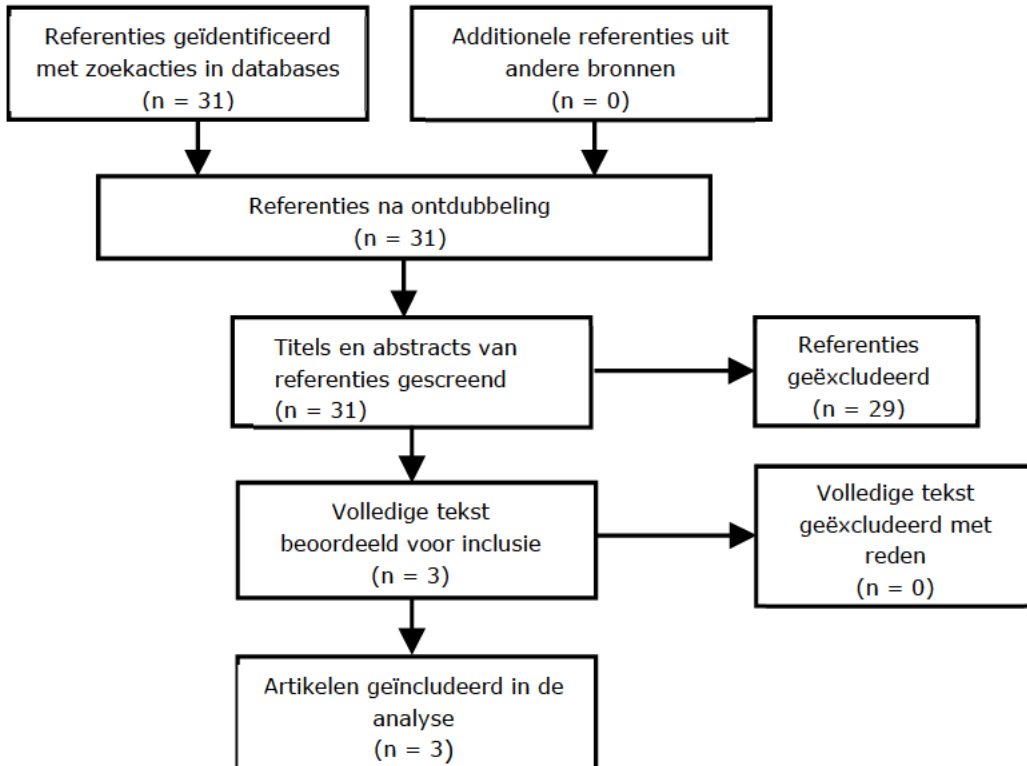 Referenties geïdentificeerd
met zoekacties in databases
(n = 31)
Additionele referenties uit
andere bronnen
(n = 0)
Referenties na ontdubbeling
(n = 31)
Titels en abstracts van
referenties gescreend
(n = 31)
Referenties
geëxcludeerd
(n = 29)
Volledige tekst
beoordeeld voor inclusie
(n = 3)
Volledige tekst
geëxcludeerd met
reden
(n = 0)
Artikelen geïncludeerd in de
analyse
(n = 3)